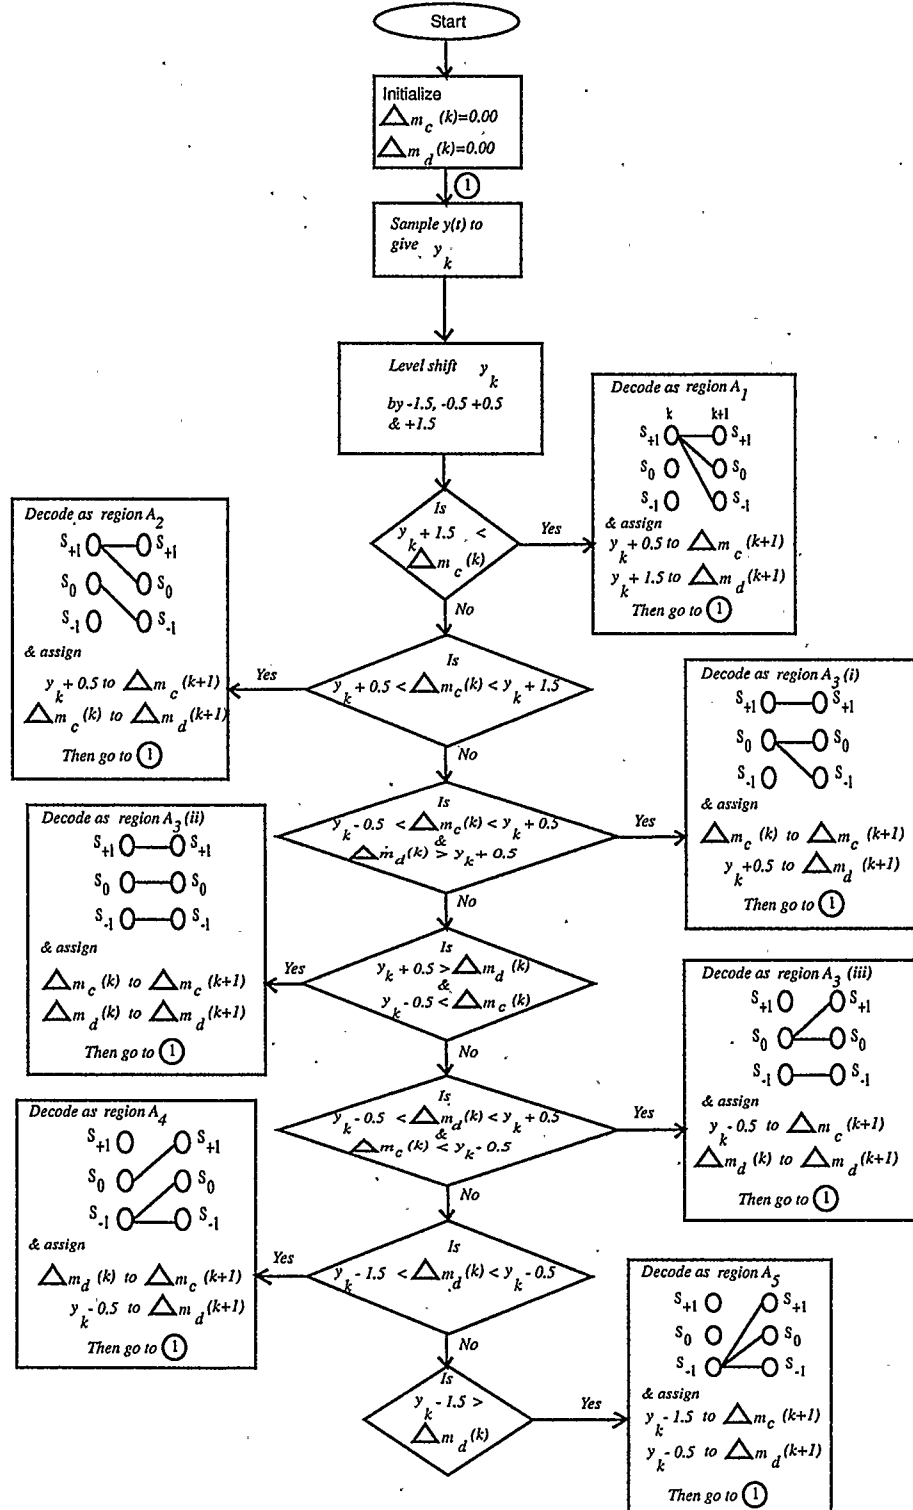 Start
Initialize
△m_c (k)=0.00
△m_d (k)=0.00
1
Sample y(t) to
give y_k
Level shift y_k
by -1.5, -0.5 +0.5
& +1.5
Is
y_k + 1.5 <
△m_c (k)
Yes
No
Decode as region A_1
k k+1
S_+1 S_+1
S_0 S_0
S_-1 S_-1
& assign
y_k + 0.5 to △m_c (k+1)
y_k + 1.5 to △m_d (k+1)
Then go to 1
Is
y_k + 0.5 < △m_c (k) < y_k + 1.5
Yes
No
Decode as region A_2
S_+1 S_+1
S_0 S_0
S_-1 S_-1
& assign
y_k + 0.5 to △m_c (k+1)
△m_c (k) to △m_d (k+1)
Then go to 1
Is
y_k - 0.5 < △m_c (k) < y_k + 0.5
&
△m_d (k) > y_k + 0.5
Yes
No
Decode as region A_3 (i)
S_+1 S_+1
S_0 S_0
S_-1 S_-1
& assign
△m_c (k) to △m_c (k+1)
y_k +0.5 to △m_d (k+1)
Then go to 1
Is
y_k + 0.5 > △m_d (k)
&
y_k - 0.5 < △m_c (k)
Yes
No
Decode as region A_3 (ii)
S_+1 S_+1
S_0 S_0
S_-1 S_-1
& assign
△m_c (k) to △m_c (k+1)
△m_d (k) to △m_d (k+1)
Then go to 1
Is
y_k - 0.5 < △m_d (k) < y_k + 0.5
&
△m_c (k) < y_k - 0.5
Yes
No
Decode as region A_3 (iii)
S_+1 S_+1
S_0 S_0
S_-1 S_-1
& assign
y_k - 0.5 to △m_c (k+1)
△m_d (k) to △m_d (k+1)
Then go to 1
Is
y_k - 1.5 < △m_d (k) < y_k - 0.5
Yes
No
Decode as region A_4
S_+1 S_+1
S_0 S_0
S_-1 S_-1
& assign
△m_d (k) to △m_c (k+1)
y_k - 0.5 to △m_d (k+1)
Then go to 1
Is
y_k - 1.5 >
△m_d (k)
Yes
Decode as region A_5
S_+1 S_+1
S_0 S_0
S_-1 S_-1
& assign
y_k - 1.5 to △m_c (k+1)
y_k - 0.5 to △m_d (k+1)
Then go to 1